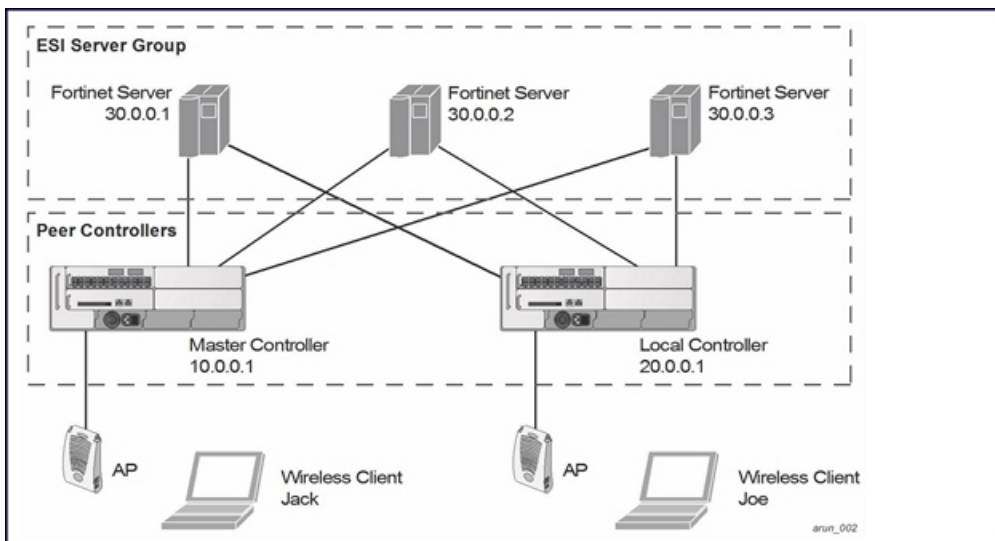 ESI Server Group
Fortinet Server
30.0.0.1
Fortinet Server
30.0.0.2
Fortinet Server
30.0.0.3
Peer Controllers
Master Controller
10.0.0.1
Local Controller
20.0.0.1
AP
Wireless Client
Jack
AP
Wireless Client
Joe
arun_002